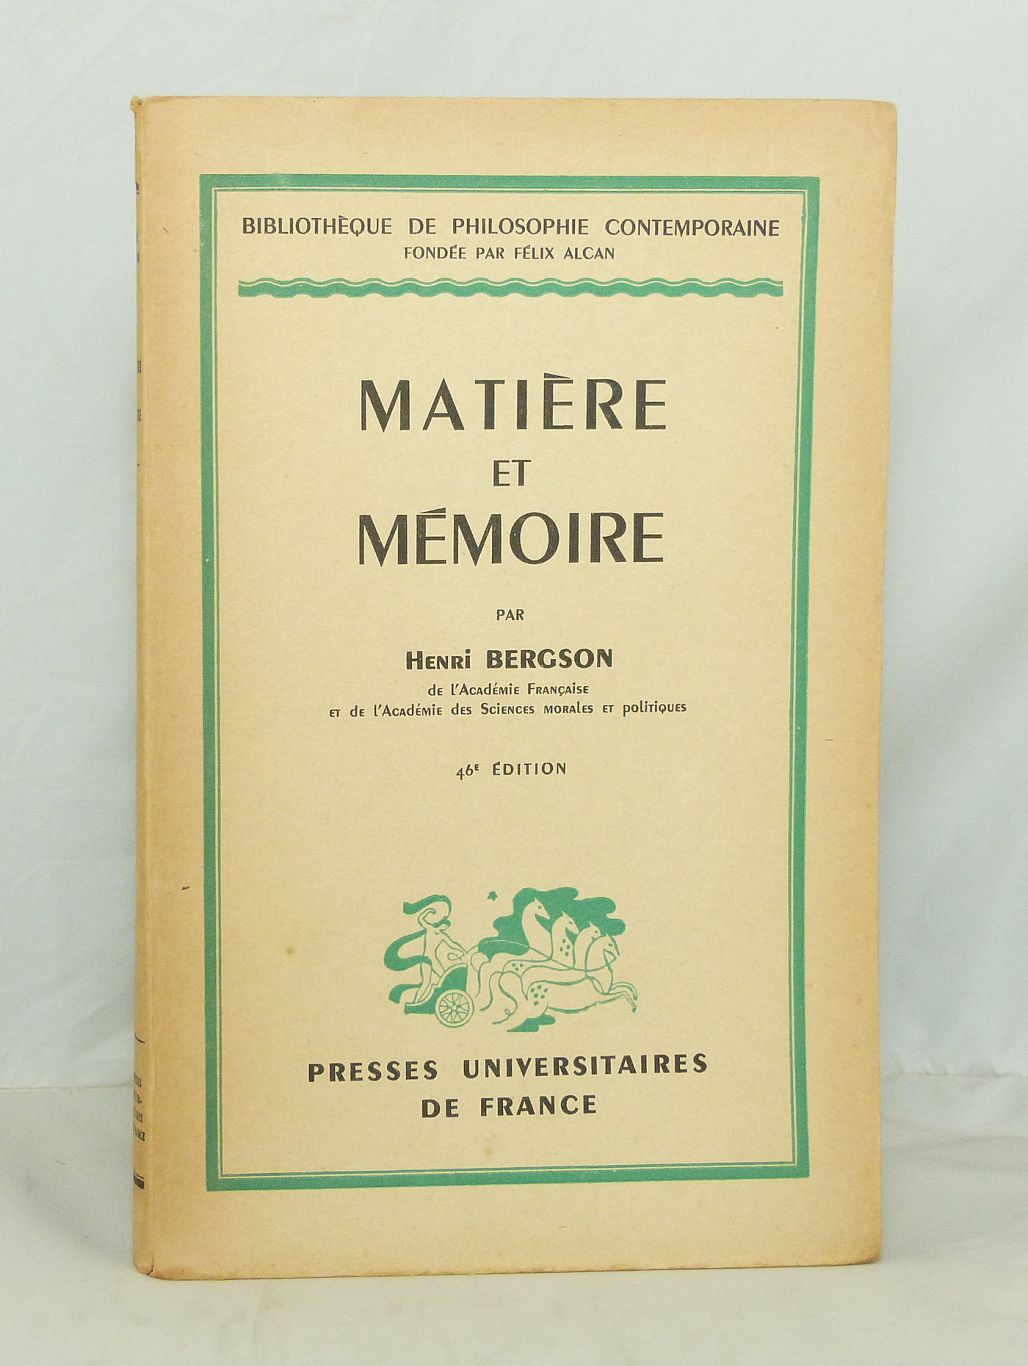 BIBLIOTHÈQUE DE PHILOSOPHIE CONTEMPORAINE
FONDÉE PAR FÉLIX ALCAN
MATIÈRE
ET
MÉMOIRE
PAR
HENRI BERGSON
de l'Académie Française
et de l'Académie des Sciences morales et politiques
46E ÉDITION
PRESSES UNIVERSITAIRES
DE FRANCE